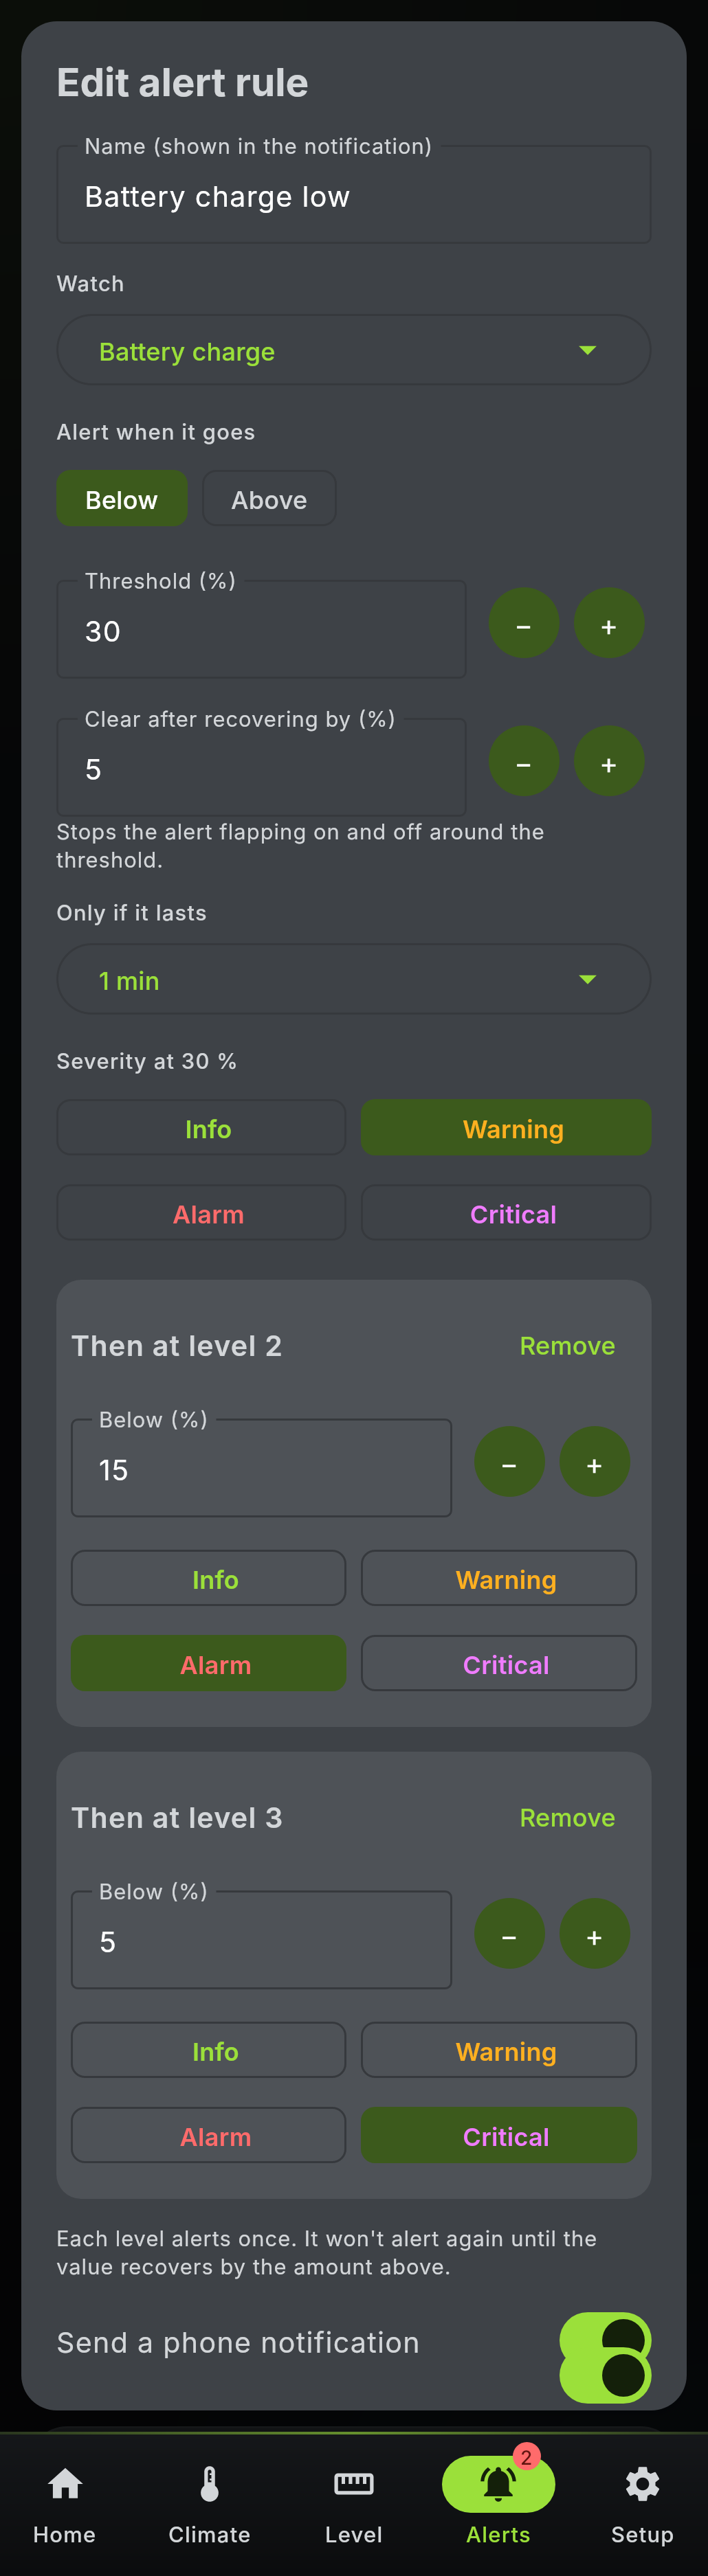 Edit alert rule
Name (shown in the notification)
Battery charge low
Watch
Battery charge
Alert when it goes
Below
Above
Threshold (%)
30
−
+
Clear after recovering by (%)
5
−
+
Stops the alert flapping on and off around the
threshold.
Only if it lasts
1 min
Severity at 30 %
Info
Warning
Alarm
Critical
Then at level 2
Remove
Below (%)
15
−
+
Info
Warning
Alarm
Critical
Then at level 3
Remove
Below (%)
5
−
+
Info
Warning
Alarm
Critical
Each level alerts once. It won't alert again until the
value recovers by the amount above.
Send a phone notification
2
Home
Climate
Level
Alerts
Setup